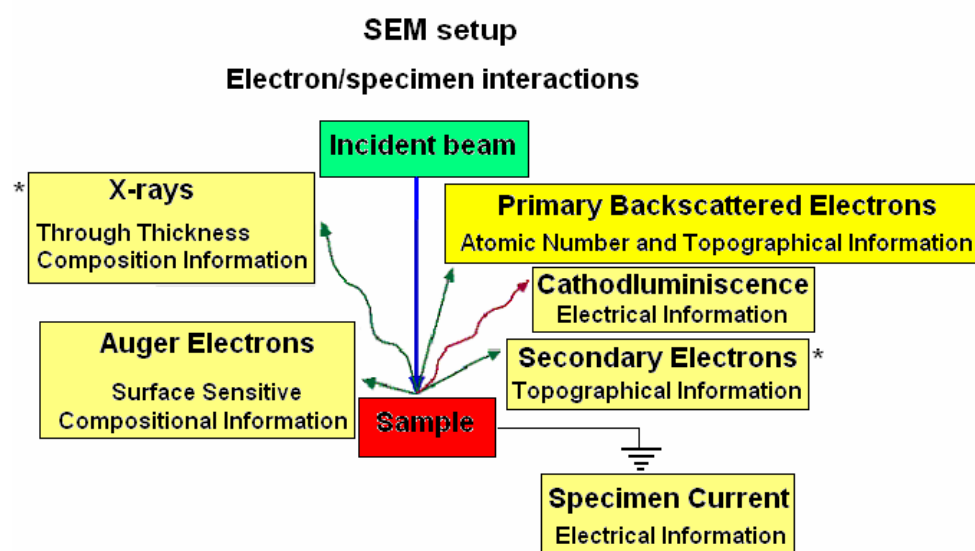 SEM setup
Electron/specimen interactions
Incident beam
* X-rays
Through Thickness
Composition Information
Primary Backscattered Electrons
Atomic Number and Topographical Information
Cathodluminiscence
Electrical Information
Auger Electrons
Surface Sensitive
Compositional Information
Secondary Electrons *
Topographical Information
Sample
Specimen Current
Electrical Information